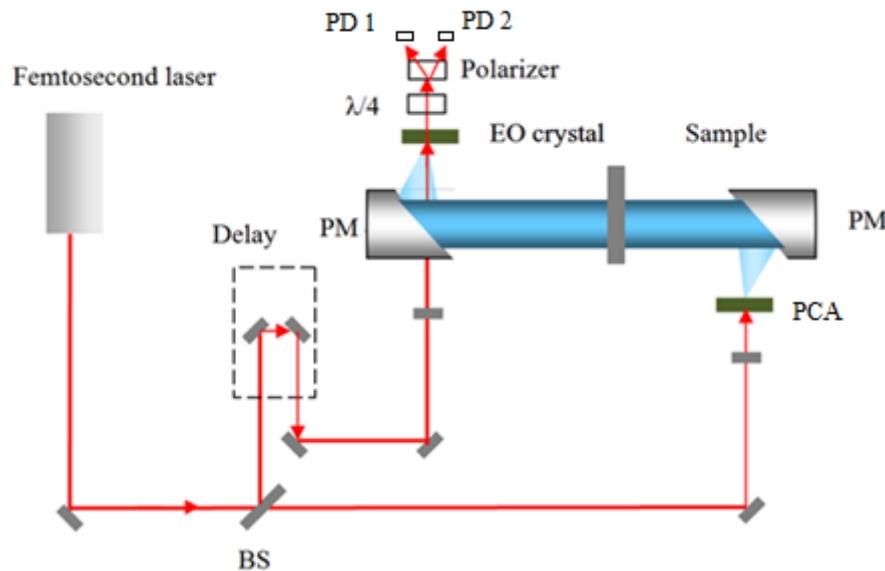 PD 1 PD 2
Femtosecond laser
Polarizer
λ/4
EO crystal Sample
Delay
PM
PM
PCA
BS